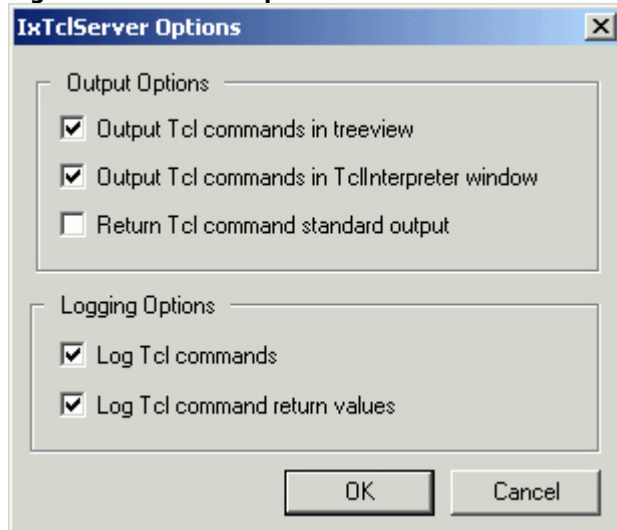 IxTclServer Options
Output Options
Output Tcl commands in treeview
Output Tcl commands in TclInterpreter window
Return Tcl command standard output
Logging Options
Log Tcl commands
Log Tcl command return values
OK Cancel